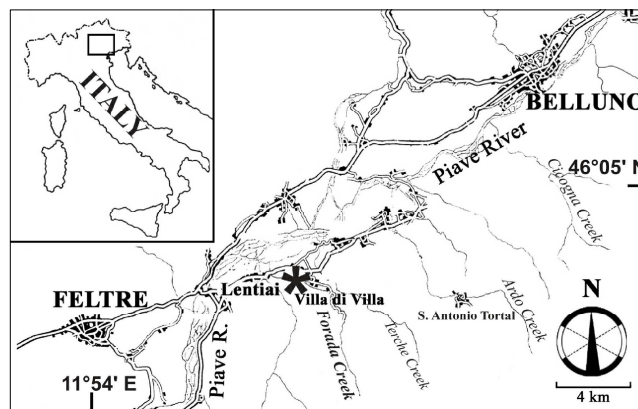 ITALY
BELLUNO
Piave River
46°05' N
Cicogna Creek
Lentiai
Villa di Villa
FELTRE
S. Antonio Tortal
Ardo Creek
N
Piave R.
Forada Creek
Terche Creek
11°54' E
4 km